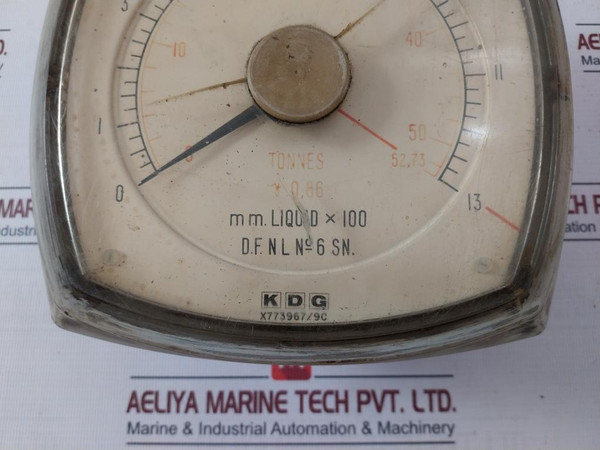 3
10
40
11
1
50
0
0
TONNES
52,73
× 0,86
13
mm. LIQUID × 100
D.F. N L Nº 6 SN.
KDG
X773967/9C
AELIYA MARINE TECH PVT. LTD.
Marine & Industrial Automation & Machinery